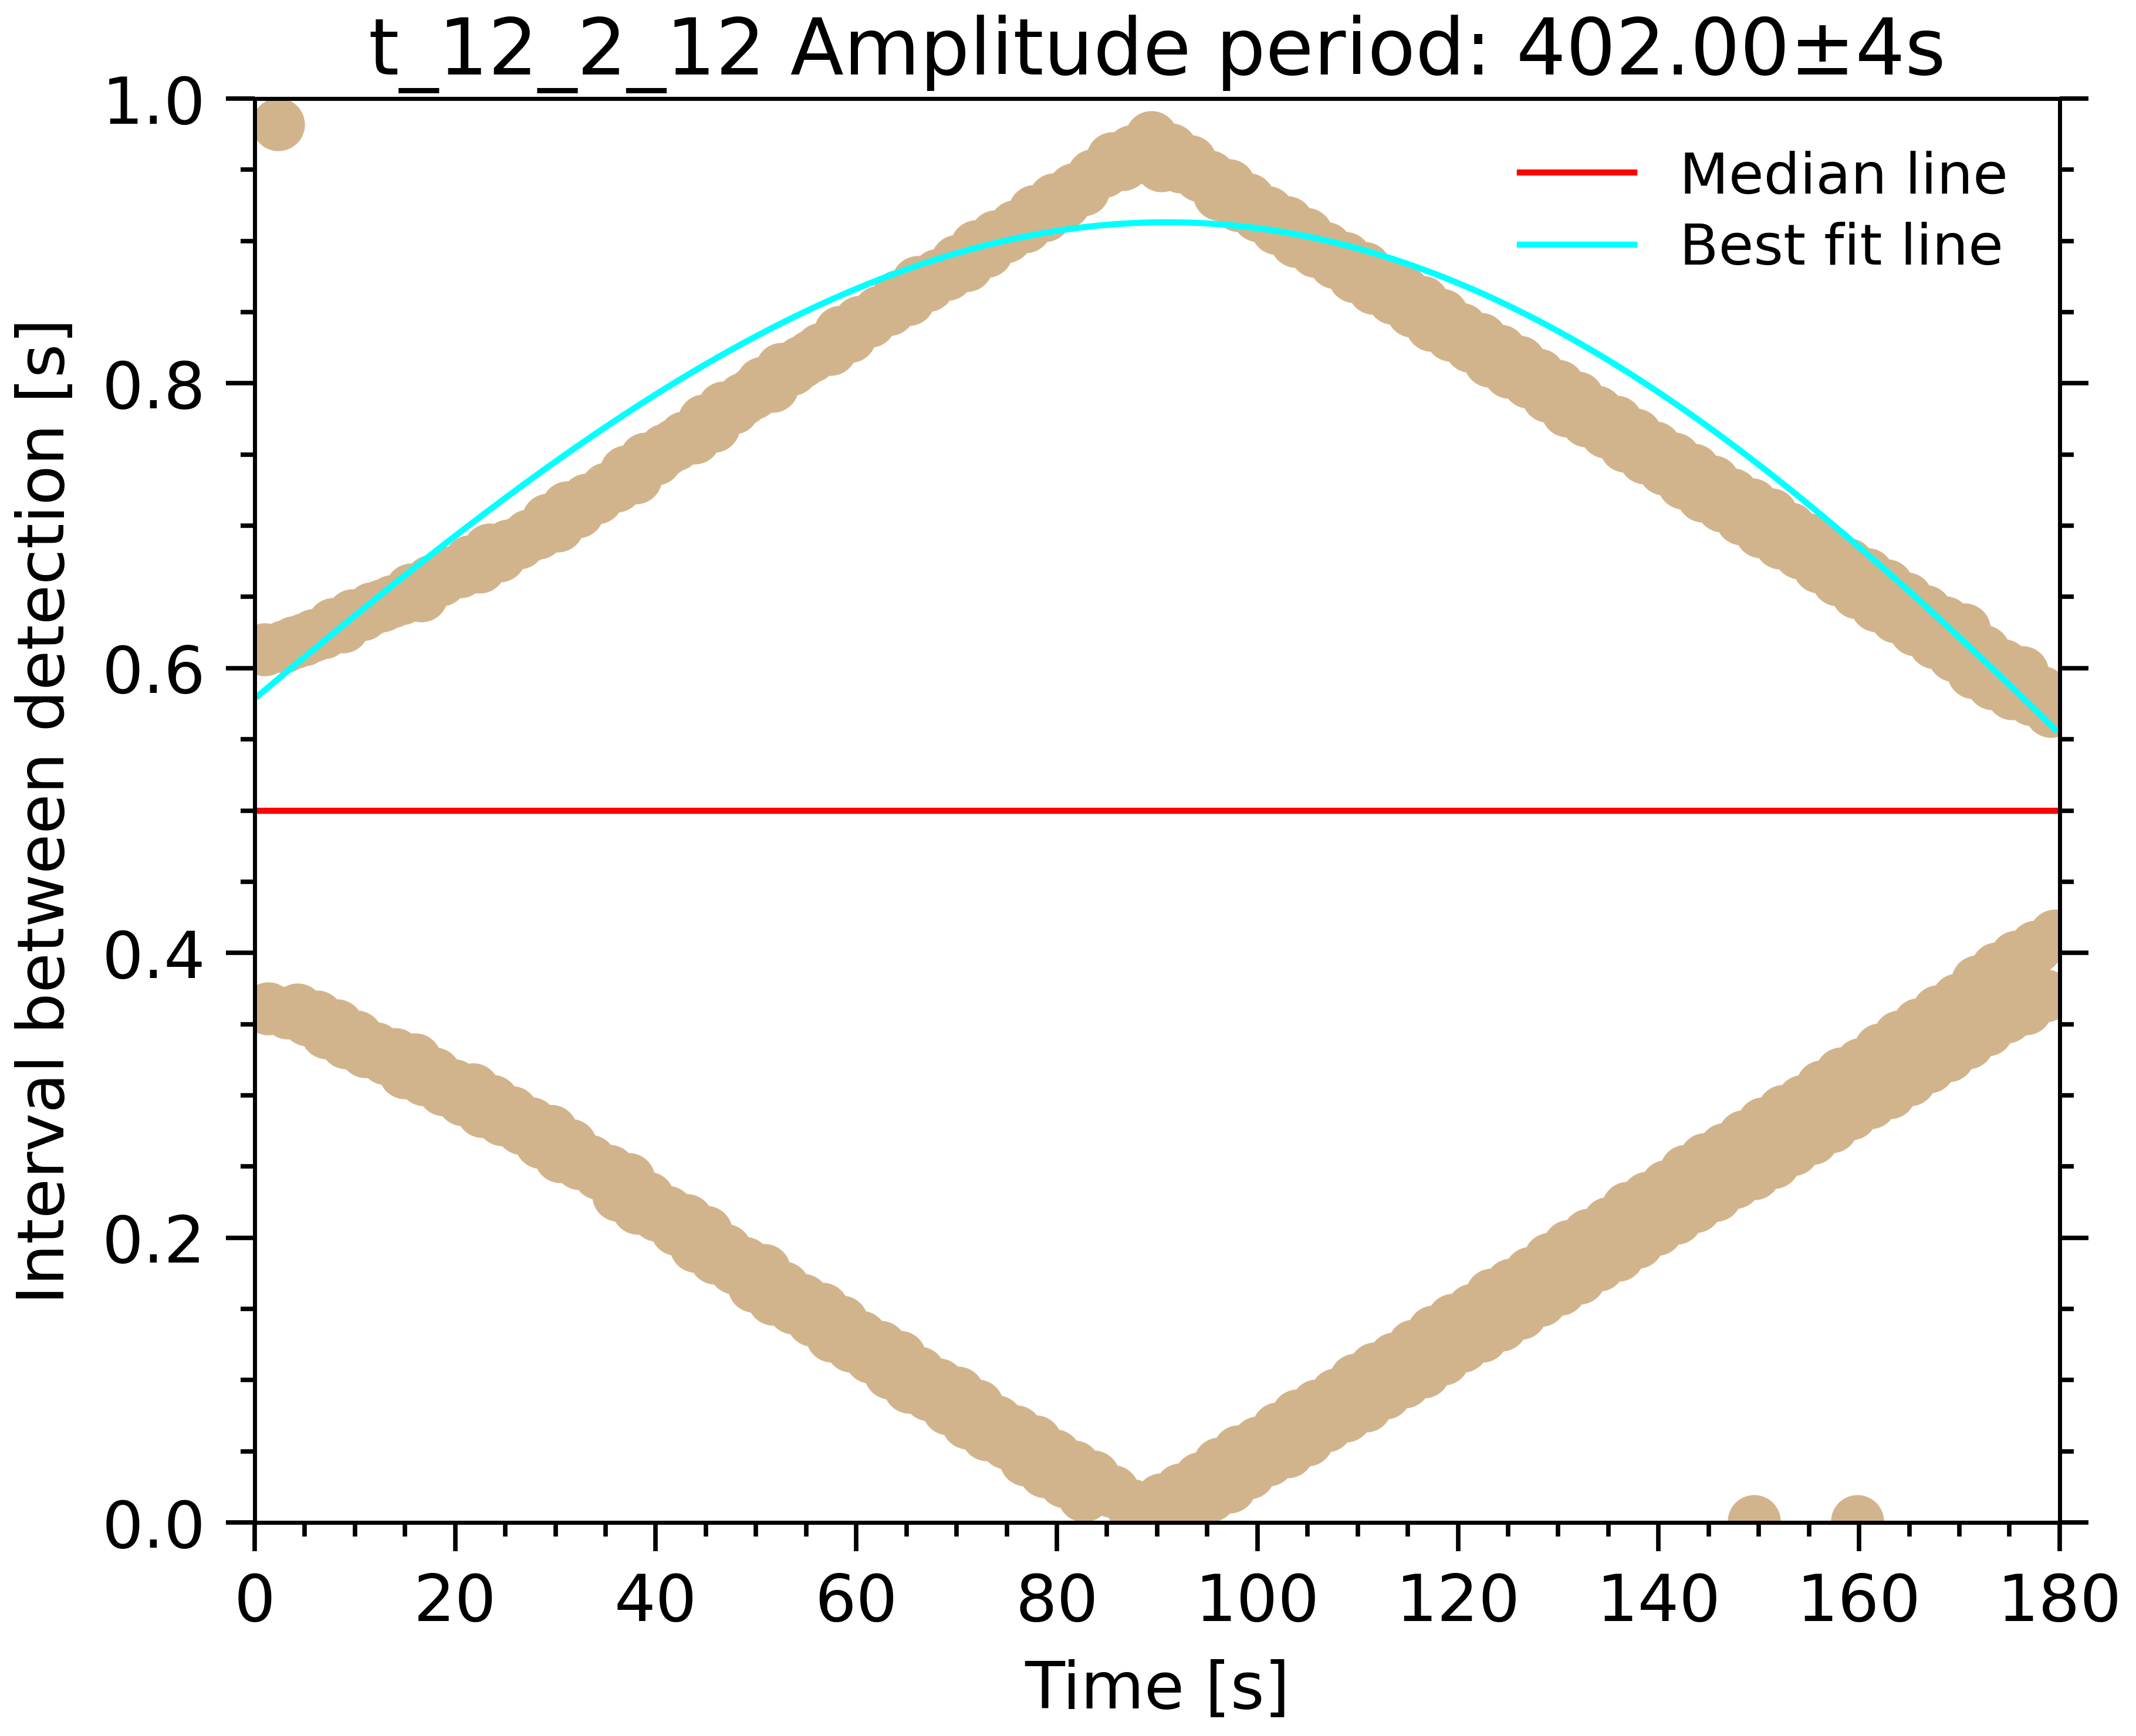 t_12_2_12 Amplitude period: 402.00±4s
Median line
Best fit line
Interval between detection [s]
1.0
0.8
0.6
0.4
0.2
0.0
0 20 40 60 80 100 120 140 160 180
Time [s]